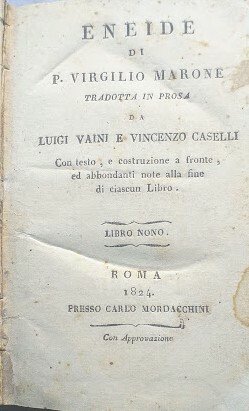 ENEIDE
DI
P. VIRGILIO MARONE
TRADOTTA IN PROSA
DA
LUIGI VAINI E VINCENZO CASELLI
Con testo, e costruzione a fronte,
ed abbondanti note alla fine
di ciascun Libro.
LIBRO NONO.
ROMA
1824.
PRESSO CARLO MORDACCHINI
Con Approvazione